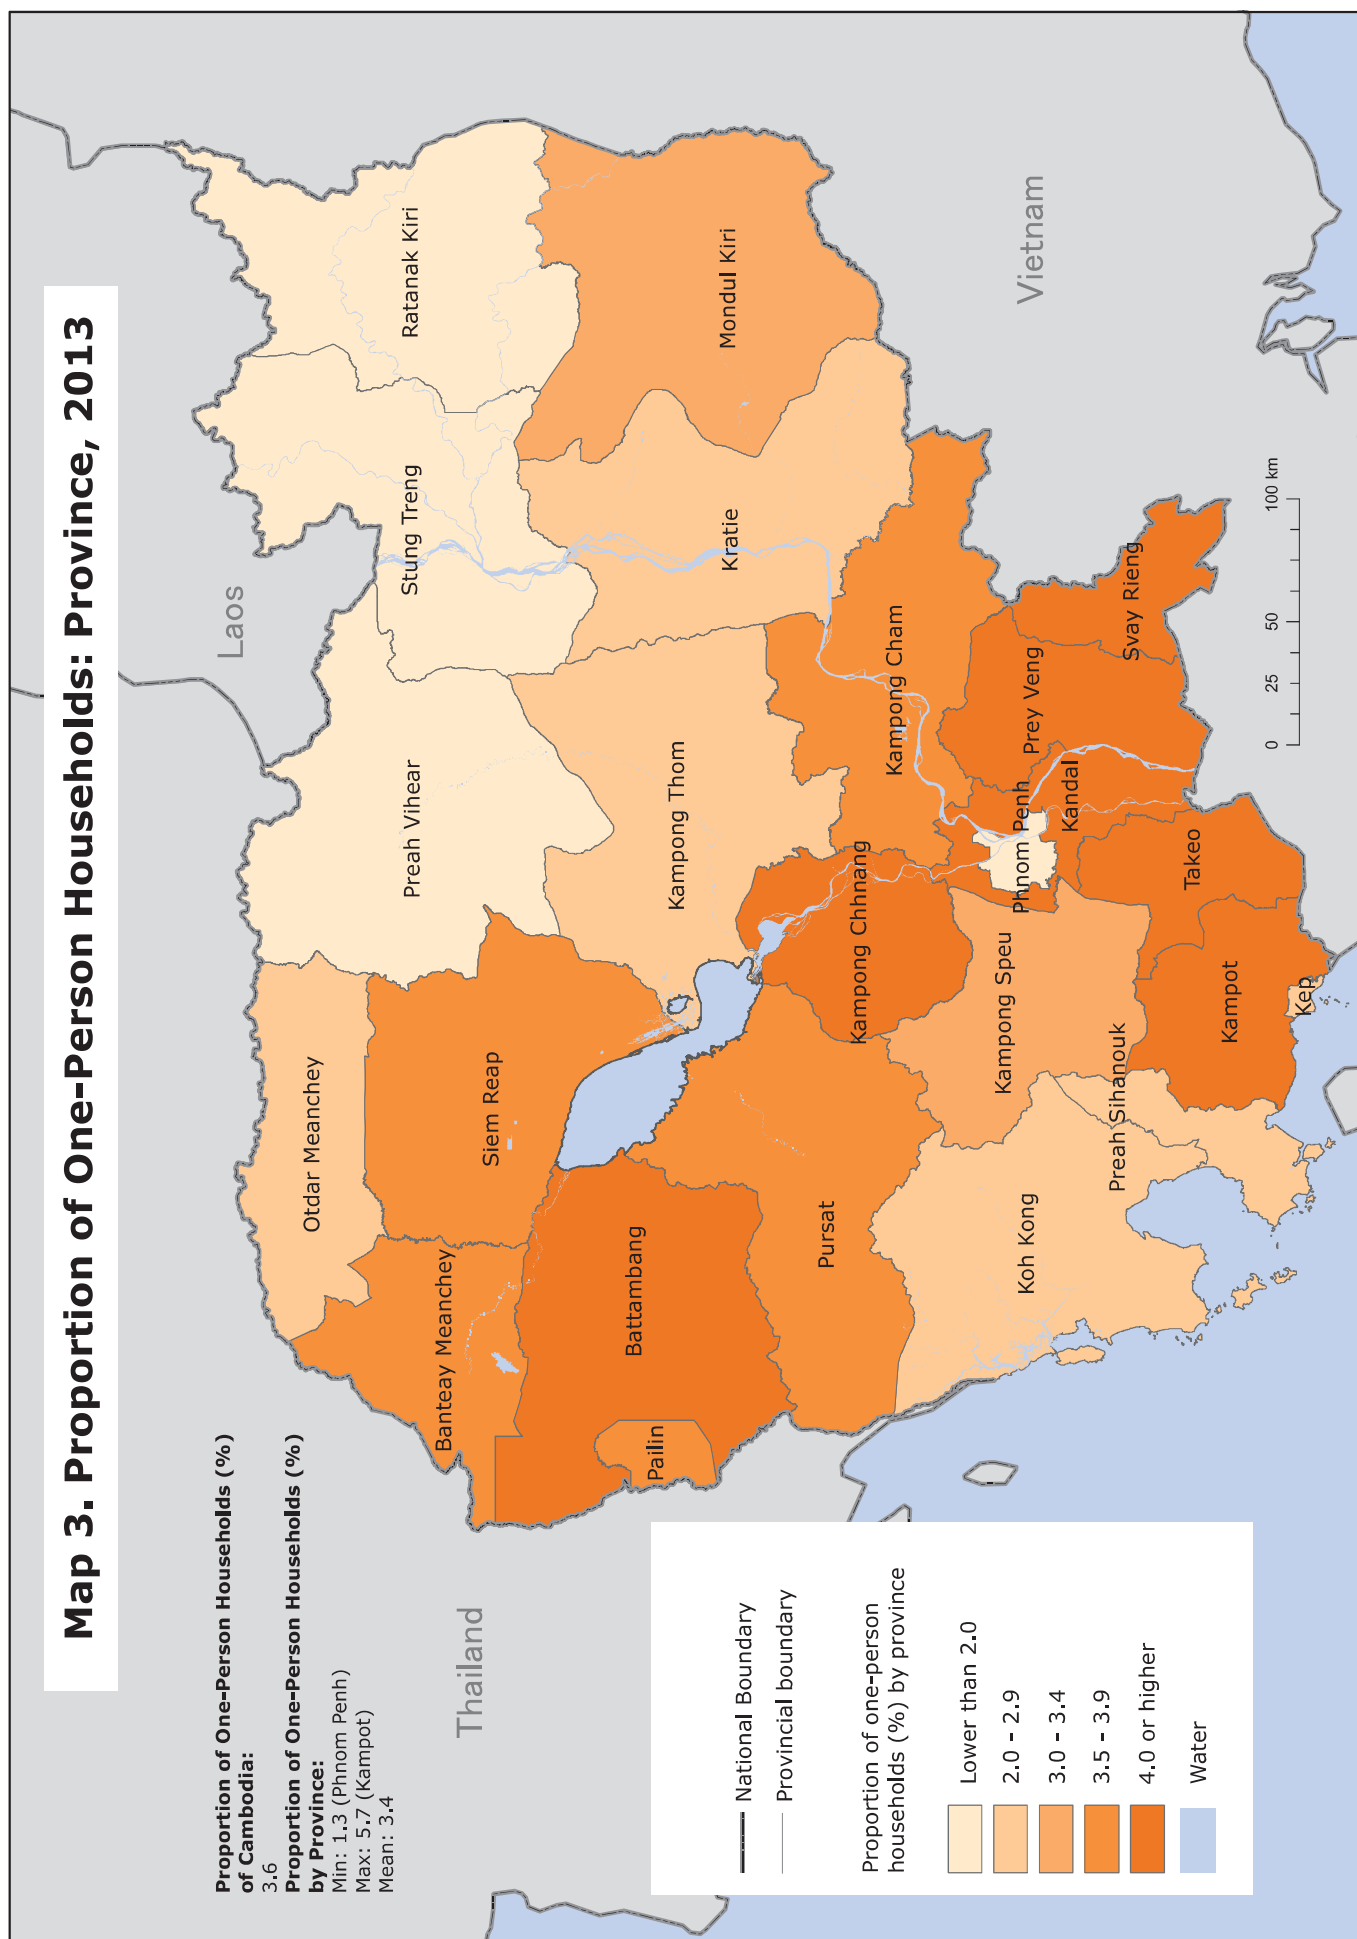 Map 3. Proportion of One-Person Households: Province, 2013
Proportion of One-Person Households (%)
of Cambodia:
3.6
Proportion of One-Person Households (%)
by Province:
Min: 1.3 (Phnom Penh)
Max: 5.7 (Kampot)
Mean: 3.4
Laos
Thailand
Vietnam
Otdar Meanchey
Preah Vihear
Stung Treng
Ratanak Kiri
Banteay Meanchey
Siem Reap
Battambang
Pailin
Kampong Thom
Kratie
Mondul Kiri
Pursat
Kampong Chhnang
Kampong Cham
Koh Kong
Kampong Speu
Phnom Penh
Kandal
Prey Veng
Svay Rieng
Preah Sihanouk
Kampot
Takeo
Kep
0
25
50
100 km
National Boundary
Provincial boundary
Proportion of one-person
households (%) by province
Lower than 2.0
2.0 - 2.9
3.0 - 3.4
3.5 - 3.9
4.0 or higher
Water